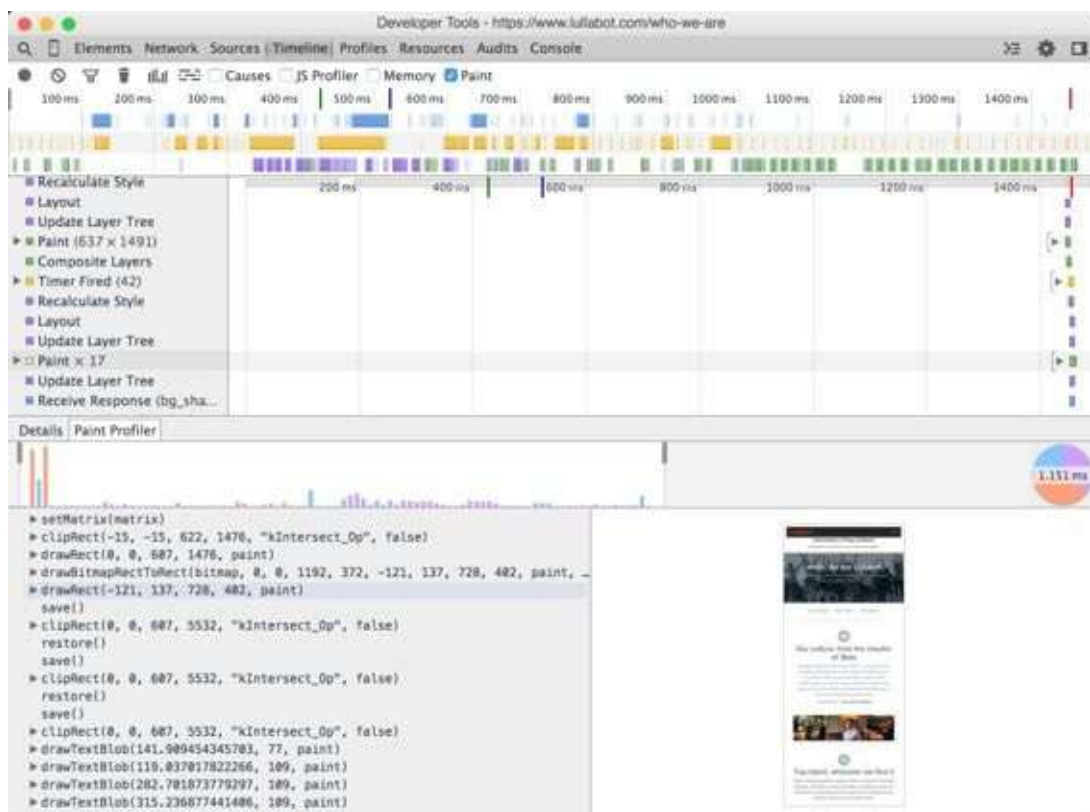 Developer Tools - https://www.lullabot.com/who-we-are
Elements Network Sources Timeline Profiles Resources Audits Console
Causes JS Profiler Memory Paint
100 ms 200 ms 300 ms 400 ms 500 ms 600 ms 700 ms 800 ms 900 ms 1000 ms 1100 ms 1200 ms 1300 ms 1400 ms
Recalculate Style
200 ms 400 ms 600 ms 800 ms 1000 ms 1200 ms 1400 ms
Layout
Update Layer Tree
Paint (637 × 1491)
Composite Layers
Timer Fired (42)
Recalculate Style
Layout
Update Layer Tree
Paint × 17
Update Layer Tree
Receive Response (bg_sha...
Details Paint Profiler
1.151 ms
setMatrix(matrix)
clipRect(-15, -15, 622, 1476, "kIntersect_Op", false)
drawRect(0, 0, 607, 1476, paint)
drawBitmapRectToRect(bitmap, 0, 0, 1192, 372, -121, 137, 728, 402, paint, …
drawRect(-121, 137, 728, 402, paint)
save()
clipRect(0, 0, 607, 5532, "kIntersect_Op", false)
restore()
save()
clipRect(0, 0, 607, 5532, "kIntersect_Op", false)
restore()
save()
clipRect(0, 0, 607, 5532, "kIntersect_Op", false)
drawTextBlob(141.909454345703, 77, paint)
drawTextBlob(119.037017822266, 109, paint)
drawTextBlob(282.701873779297, 109, paint)
drawTextBlob(315.236877441406, 109, paint)